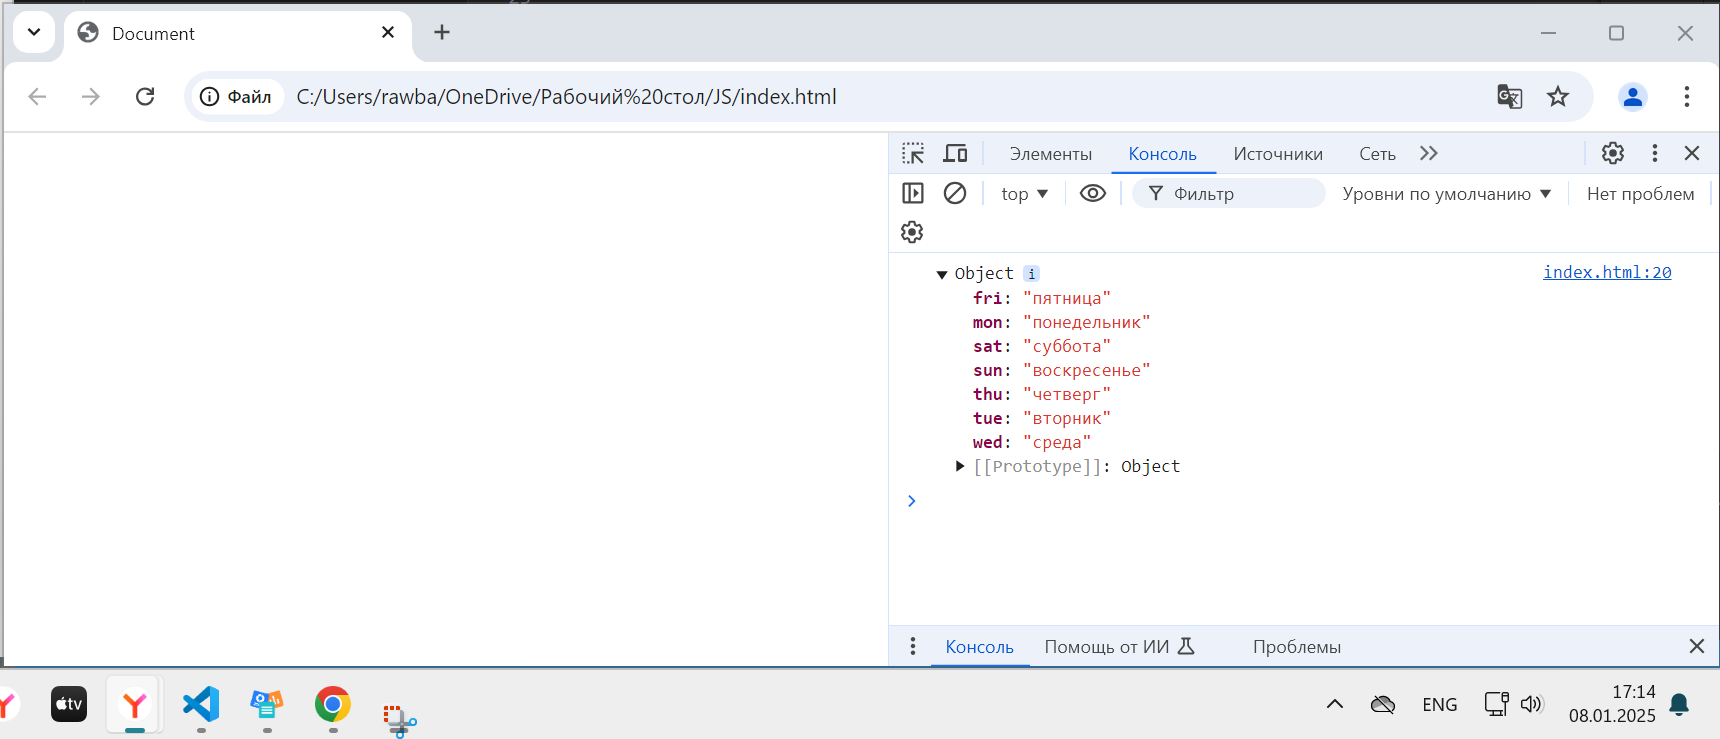 Document
Файл
C:/Users/rawba/OneDrive/Рабочий%20стол/JS/index.html
Элементы Консоль Источники Сеть
top Фильтр Уровни по умолчанию Нет проблем
Object i index.html:20
fri: "пятница"
mon: "понедельник"
sat: "суббота"
sun: "воскресенье"
thu: "четверг"
tue: "вторник"
wed: "среда"
[[Prototype]]: Object
Консоль Помощь от ИИ Проблемы
tv
ENG
17:14
08.01.2025